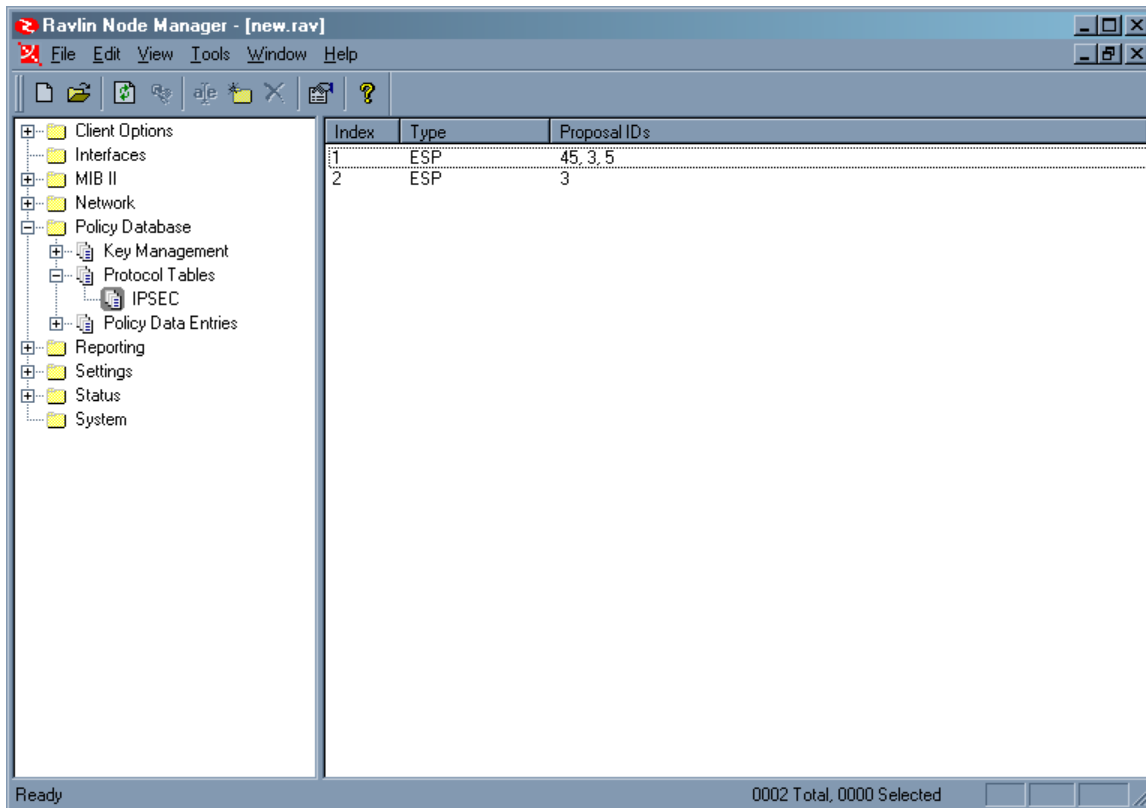 Ravlin Node Manager - [new.rav]
File Edit View Tools Window Help
Client Options
Interfaces
MIB II
Network
Policy Database
Key Management
Protocol Tables
IPSEC
Policy Data Entries
Reporting
Settings
Status
System
Index Type Proposal IDs
1 ESP 45, 3, 5
2 ESP 3
Ready 0002 Total, 0000 Selected